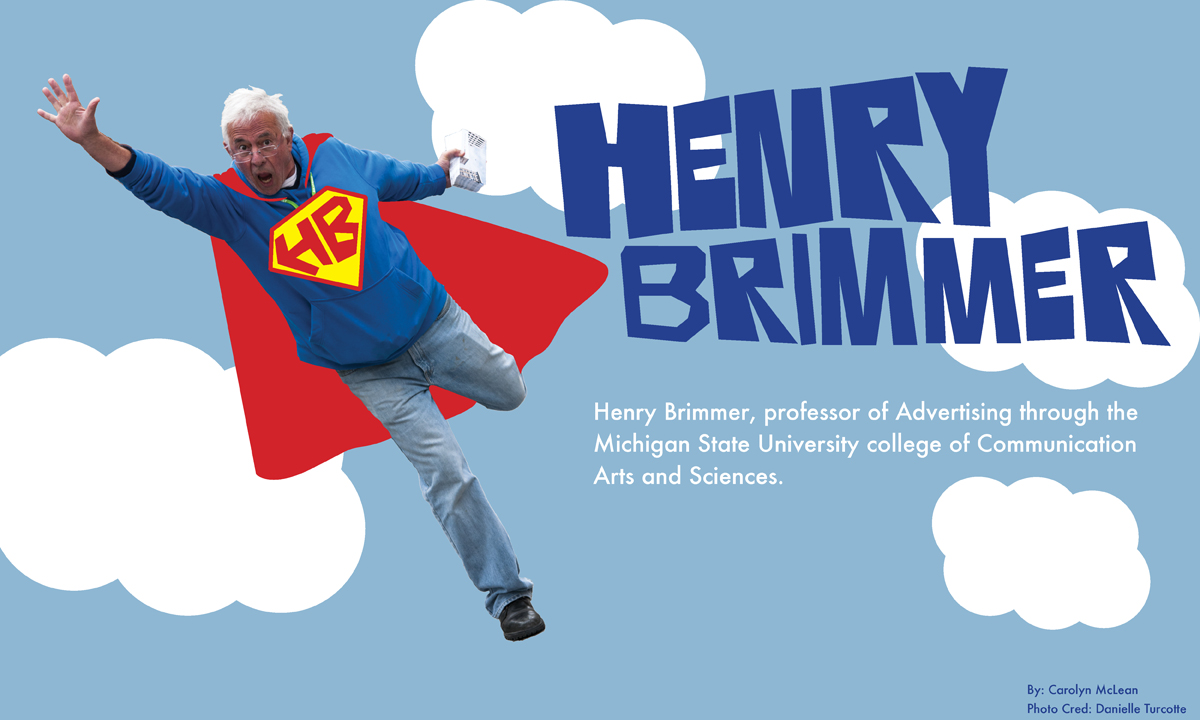 HB
HENRY
BRIMMER
Henry Brimmer, professor of Advertising through the
Michigan State University college of Communication
Arts and Sciences.
By: Carolyn McLean
Photo Cred: Danielle Turcotte